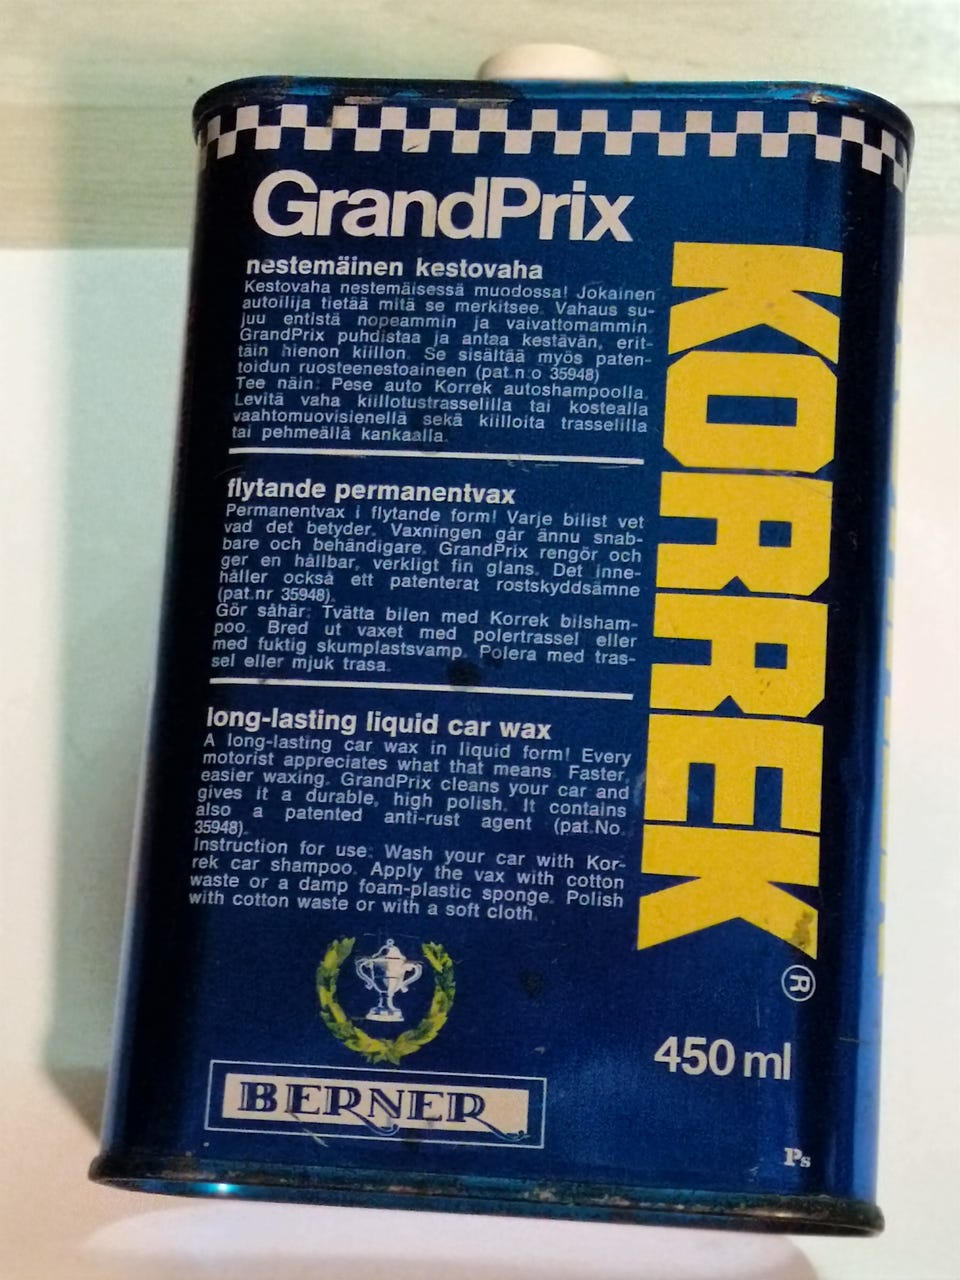 GrandPrix
nestemäinen kestovaha
Kestovaha nestemäisessä muodossa! Jokainen
autoilija tietää mitä se merkitsee. Vahaus su-
juu entistä nopeammin ja vaivattomammin.
GrandPrix puhdistaa ja antaa kestävän, erit-
täin hienon kiillon. Se sisältää myös paten-
toidun ruosteenestoaineen (pat.n:o 35948)
Tee näin: Pese auto Korrek autoshampoolla.
Levitä vaha kiillotustrasselilla tai kostealla
vaahtomuovisienellä sekä kiilloita trasselilla
tai pehmeällä kankaalla.
flytande permanentvax
Permanentvax i flytande form! Varje bilist vet
vad det betyder. Vaxningen går ännu snab-
bare och behändigare. GrandPrix rengör och
ger en hållbar, verkligt fin glans. Det inne-
håller också ett patenterat rostskyddsämne
(pat.nr 35948).
Gör såhär: Tvätta bilen med Korrek bilsham-
poo. Bred ut vaxet med polertrassel eller
med fuktig skumplastsvamp. Polera med tras-
sel eller mjuk trasa.
long-lasting liquid car wax
A long-lasting car wax in liquid form! Every
motorist appreciates what that means. Faster,
easier waxing. GrandPrix cleans your car and
gives it a durable, high polish. It contains
also a patented anti-rust agent (pat.No.
35948).
Instruction for use: Wash your car with Kor-
rek car shampoo. Apply the vax with cotton
waste or a damp foam-plastic sponge. Polish
with cotton waste or with a soft cloth.
KORREK®
450 ml
BERNER
Ps